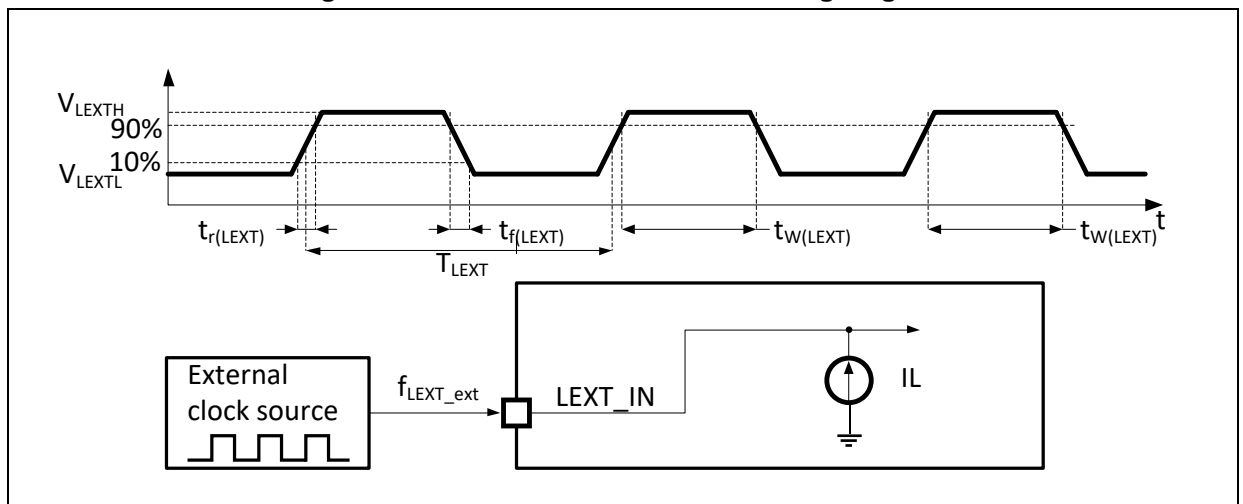 V_LEXTH
90%
10%
V_LEXTL
t
t_r(LEXT)
t_f(LEXT)
t_W(LEXT)
t_W(LEXT)
T_LEXT
External
clock source
f_LEXT_ext
LEXT_IN
IL